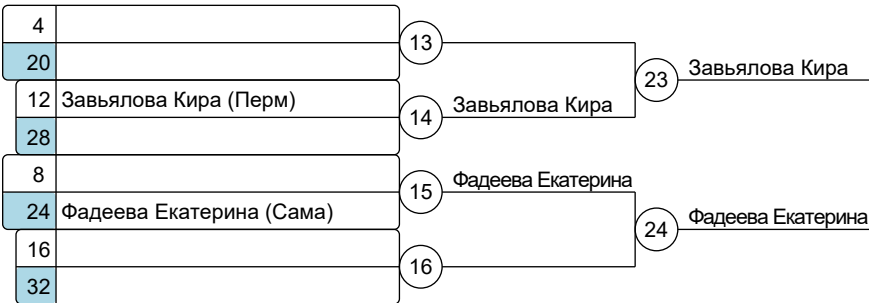 4
13
20
23 Завьялова Кира
12 Завьялова Кира (Перм)
14 Завьялова Кира
28
8
15 Фадеева Екатерина
24 Фадеева Екатерина (Сама)
24 Фадеева Екатерина
16
16
32